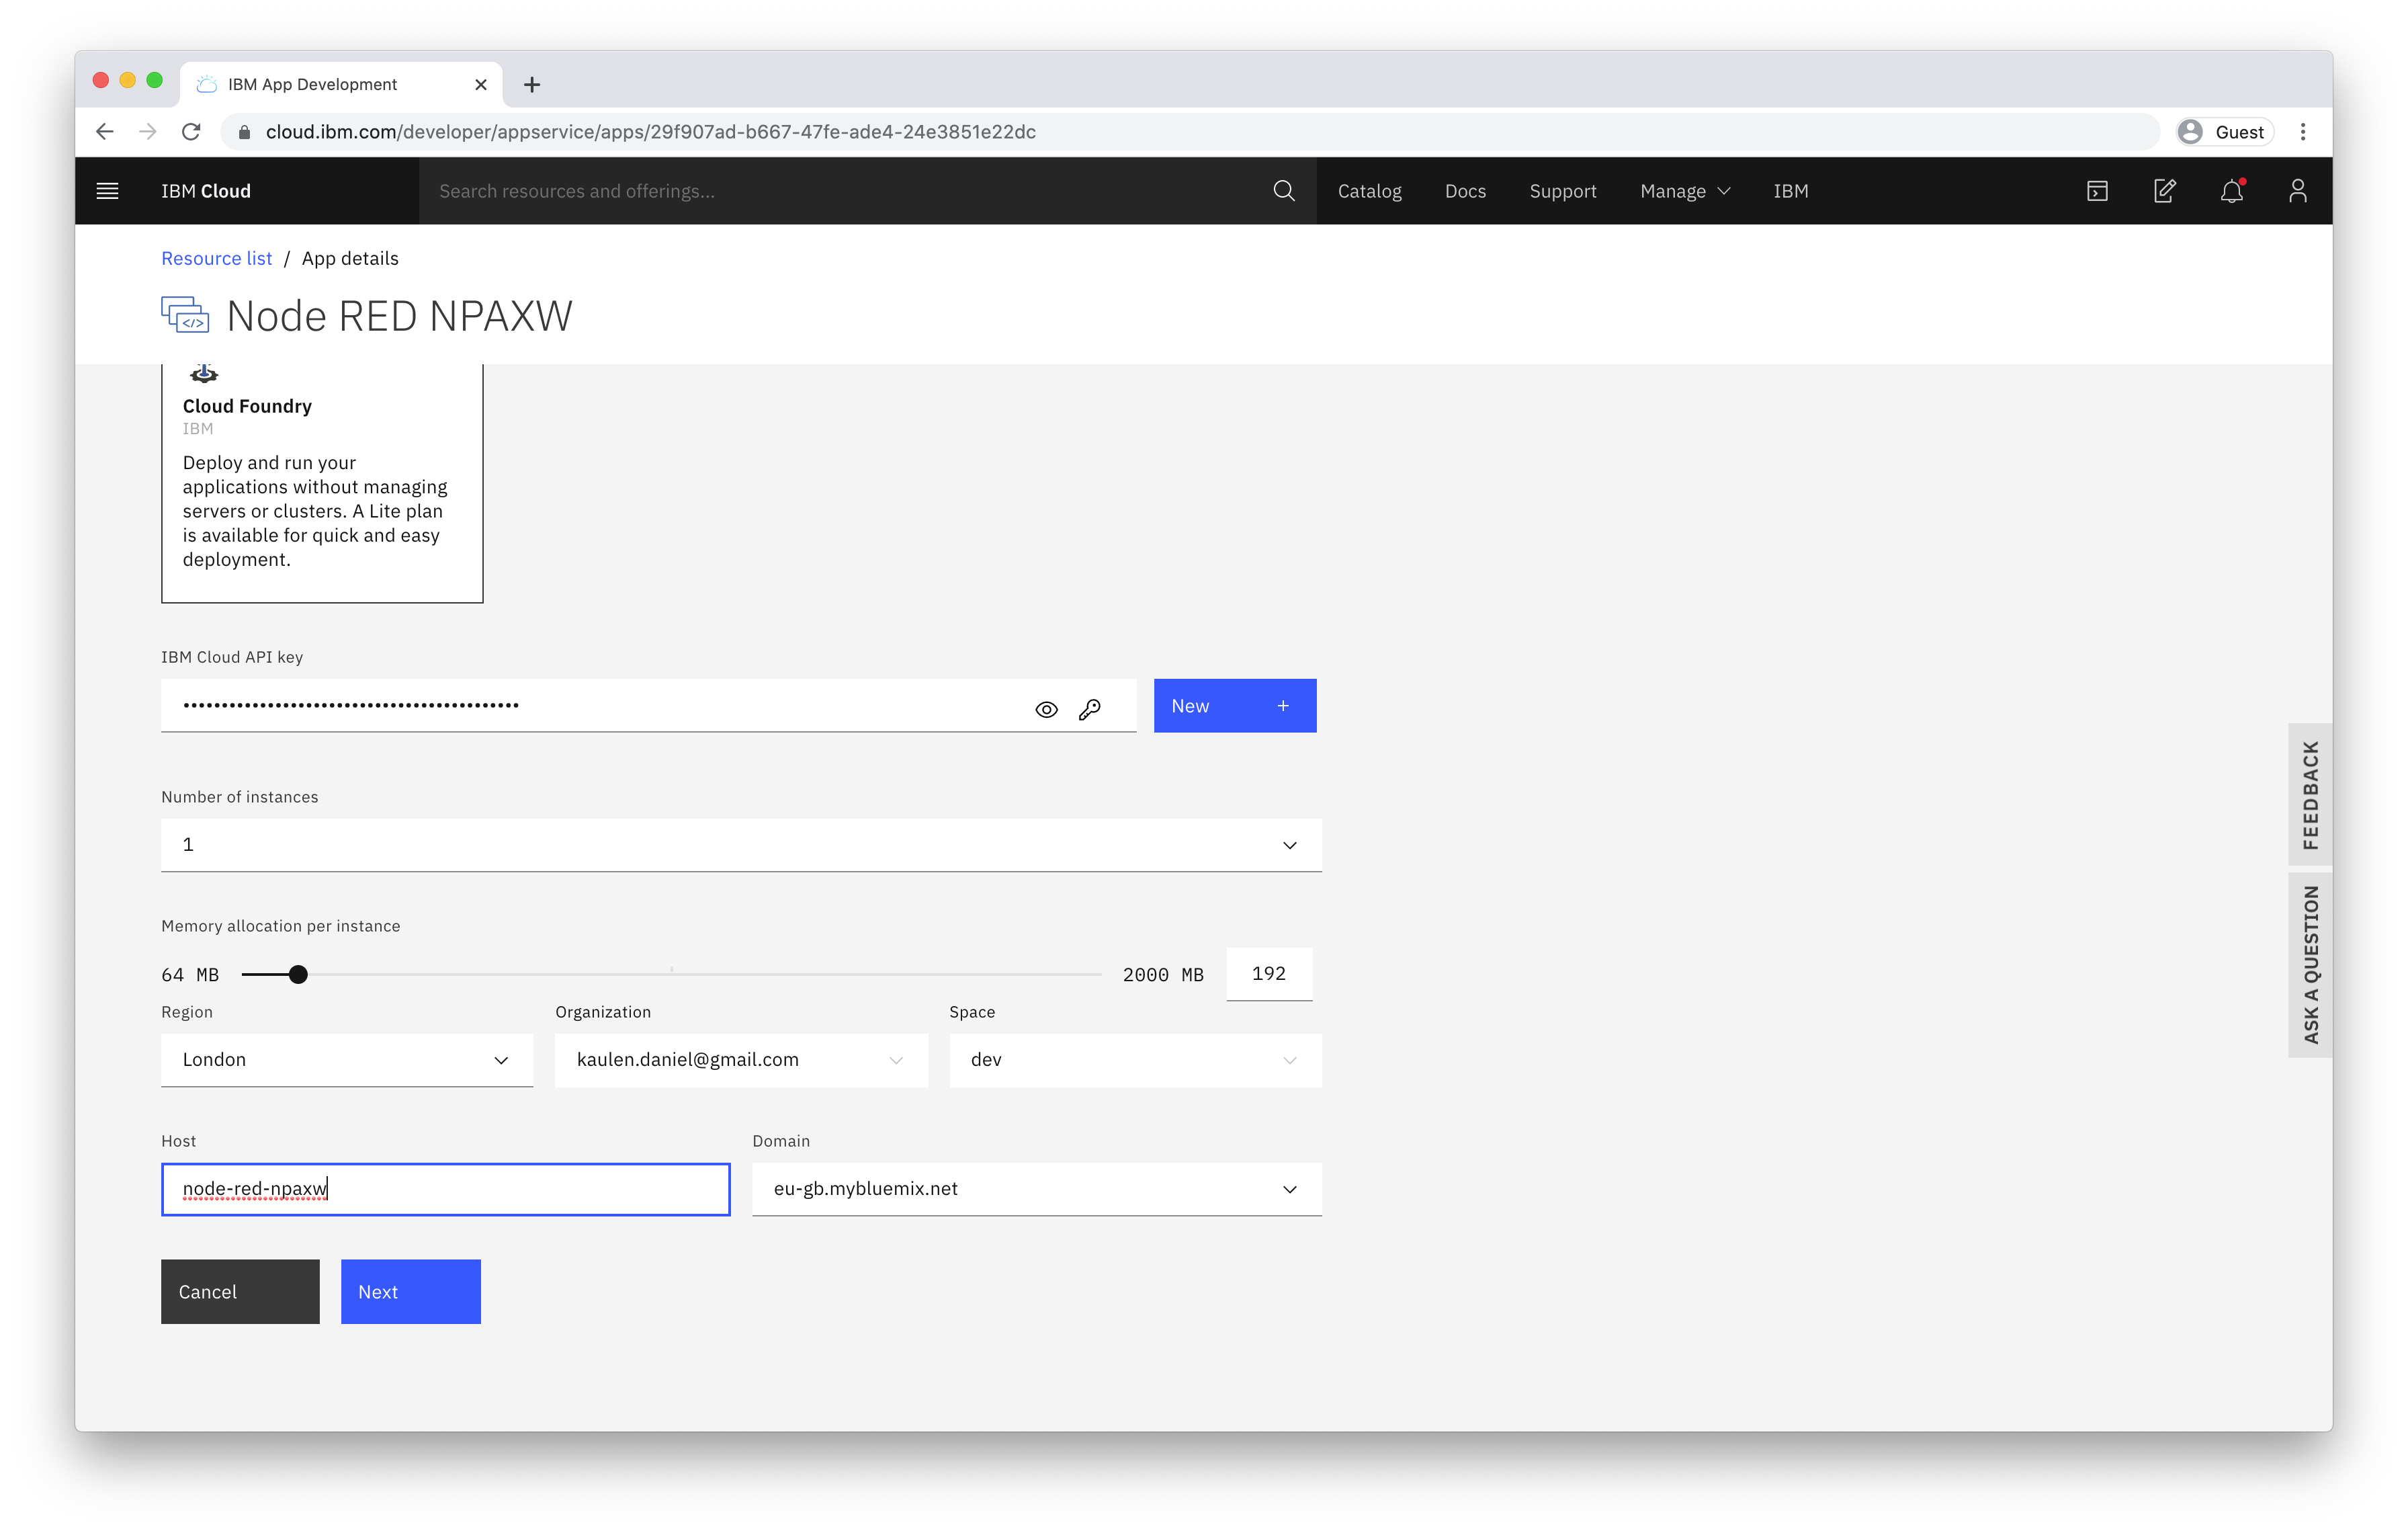 IBM App Development
cloud.ibm.com/developer/appservice/apps/29f907ad-b667-47fe-ade4-24e3851e22dc
Guest
IBM Cloud
Search resources and offerings...
Catalog
Docs
Support
Manage
IBM
Resource list / App details
</>
Node RED NPAXW
Cloud Foundry
IBM
Deploy and run your
applications without managing
servers or clusters. A Lite plan
is available for quick and easy
deployment.
IBM Cloud API key
New +
Number of instances
1
Memory allocation per instance
64 MB
2000 MB
192
Region
Organization
Space
London
kaulen.daniel@gmail.com
dev
Host
Domain
node-red-npaxw
eu-gb.mybluemix.net
Cancel
Next
FEEDBACK
ASK A QUESTION